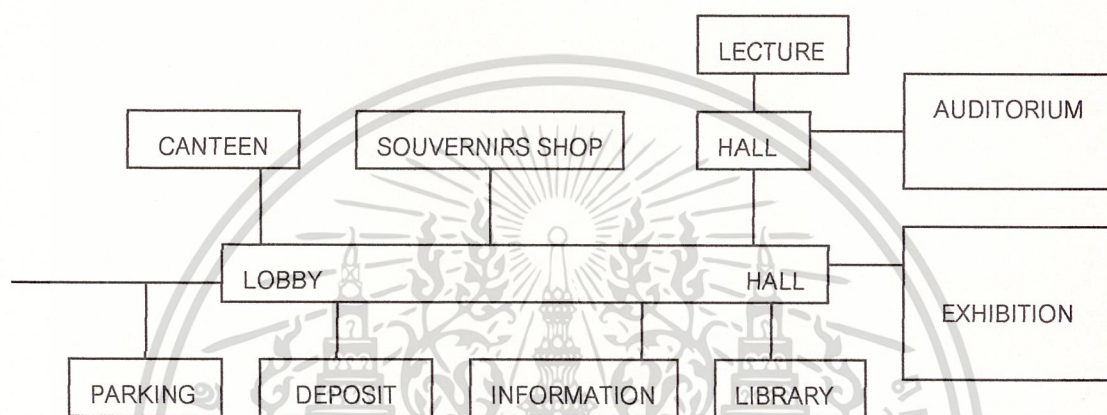 LECTURE
AUDITORIUM
CANTEEN
SOUVERNIRS SHOP
HALL
LOBBY
HALL
EXHIBITION
PARKING
DEPOSIT
INFORMATION
LIBRARY